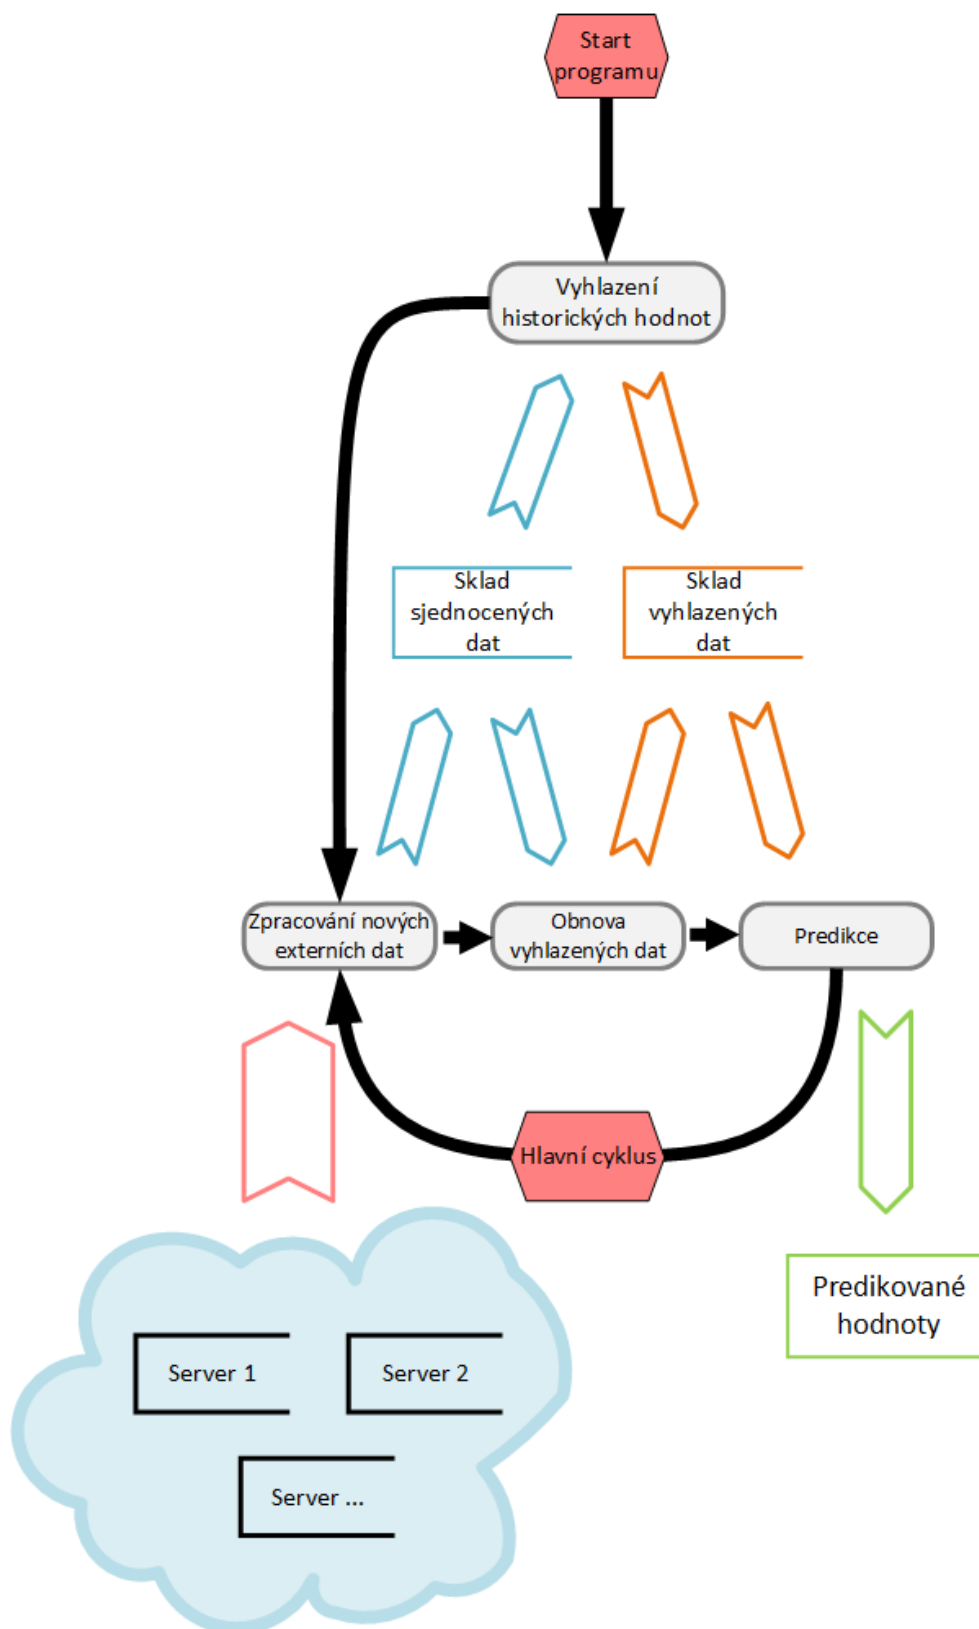 Start
programu
Vyhlazení
historických hodnot
Sklad
sjednocených
dat
Sklad
vyhlazených
dat
Zpracování nových
externích dat
Obnova
vyhlazených dat
Predikce
Hlavní cyklus
Predikované
hodnoty
Server 1
Server 2
Server ...